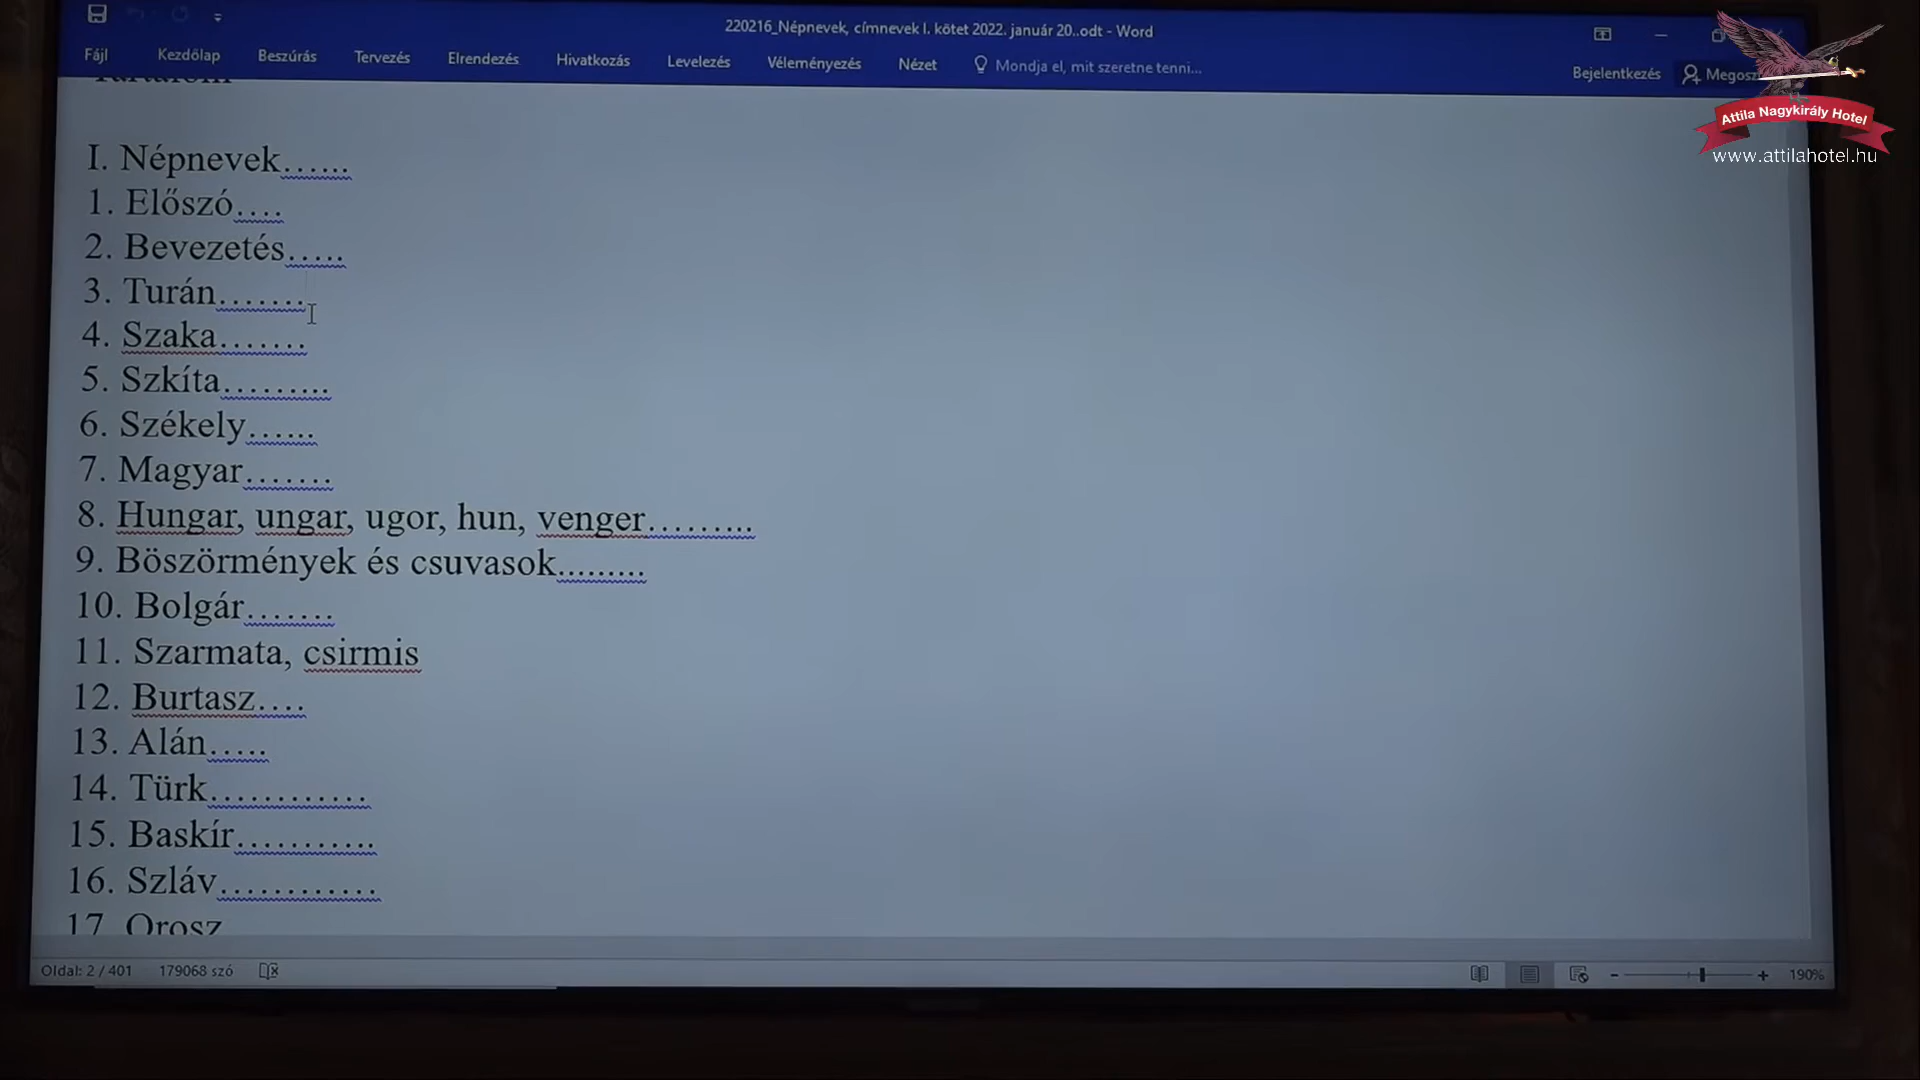 220216_Népnevek, címnevek I. kötet 2022. január 20..odt - Word
Fájl Kezdőlap Beszúrás Tervezés Elrendezés Hivatkozás Levelezés Véleményezés Nézet Mondja el, mit szeretne tenni... Bejelentkezés
Attila Nagykirály Hotel
www.attilahotel.hu
I. Népnevek……
1. Előszó….
2. Bevezetés…..
3. Turán…….
4. Szaka…….
5. Szkíta……...
6. Székely…...
7. Magyar…….
8. Hungar, ungar, ugor, hun, venger……...
9. Böszörmények és csuvasok.........
10. Bolgár…….
11. Szarmata, csirmis
12. Burtasz….
13. Alán…..
14. Türk…………
15. Baskír………..
16. Szláv…………
17. Orosz
Oldal: 2 / 401 179068 szó 190%